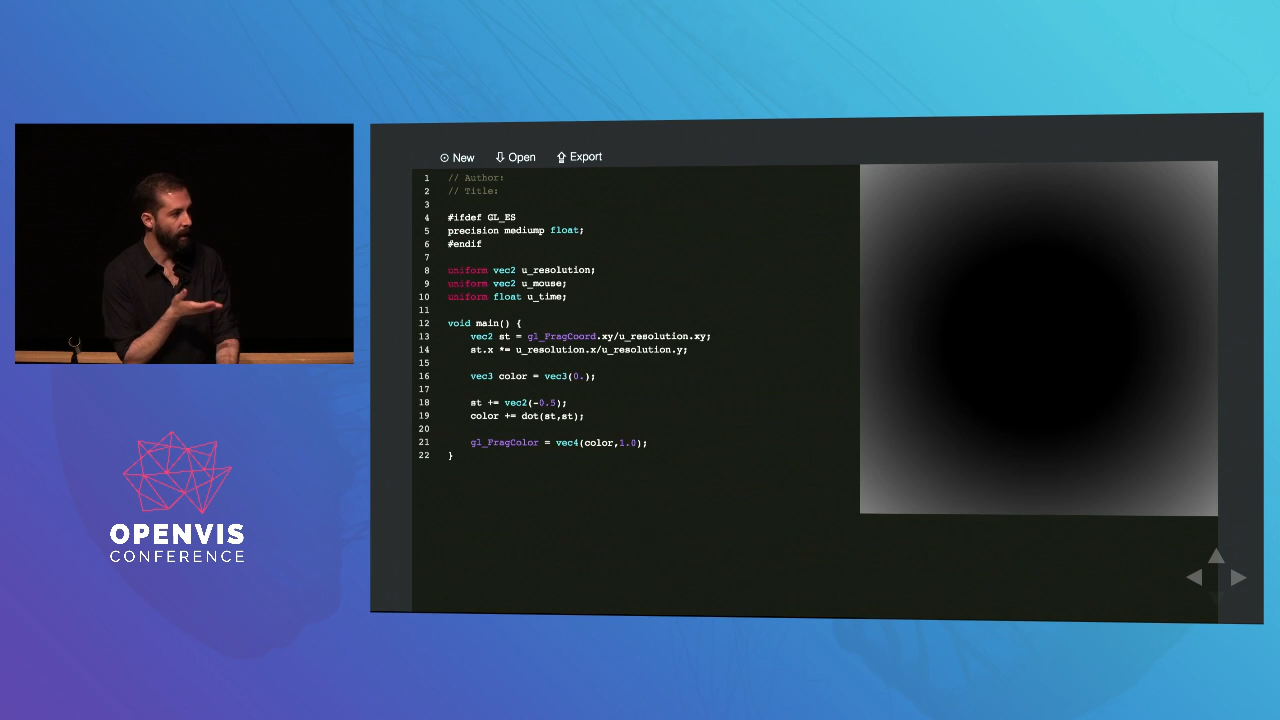 New Open Export
1 // Author:
2 // Title:
3
4 #ifdef GL_ES
5 precision mediump float;
6 #endif
7
8 uniform vec2 u_resolution;
9 uniform vec2 u_mouse;
10 uniform float u_time;
11
12 void main() {
13 vec2 st = gl_FragCoord.xy/u_resolution.xy;
14 st.x *= u_resolution.x/u_resolution.y;
15
16 vec3 color = vec3(0.);
17
18 st += vec2(-0.5);
19 color += dot(st,st);
20
21 gl_FragColor = vec4(color,1.0);
22 }
OPENVIS
CONFERENCE